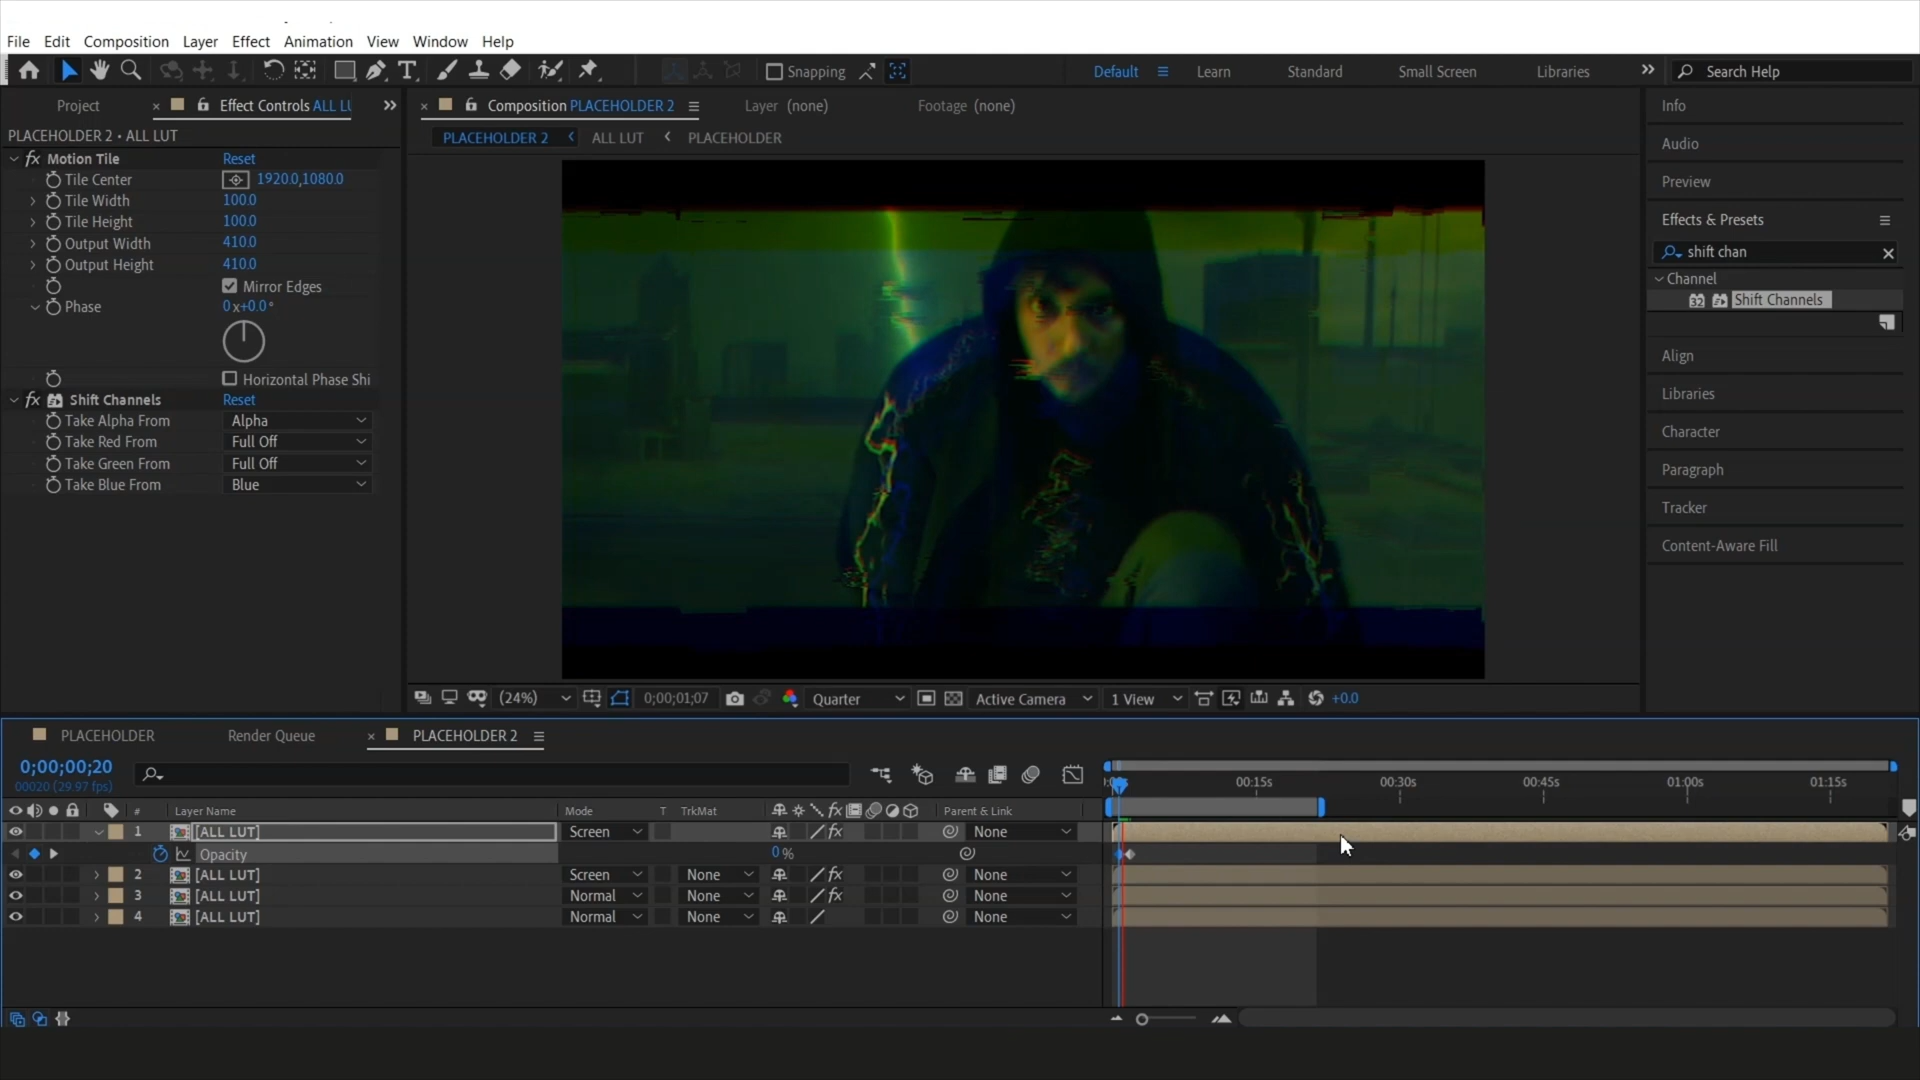 File Edit Composition Layer Effect Animation View Window Help
Snapping Default Learn Standard Small Screen Libraries Search Help
Project Effect Controls ALL LU Composition PLACEHOLDER 2 Layer (none) Footage (none) Info
PLACEHOLDER 2 • ALL LUT
PLACEHOLDER 2 ALL LUT PLACEHOLDER
Audio
Preview
Effects & Presets
shift chan
Channel
32 Shift Channels
Align
Libraries
Character
Paragraph
Tracker
Content-Aware Fill
fx Motion Tile Reset
Tile Center 1920.0,1080.0
Tile Width 100.0
Tile Height 100.0
Output Width 410.0
Output Height 410.0
Mirror Edges
Phase 0x+0.0°
Horizontal Phase Shi
fx Shift Channels Reset
Take Alpha From Alpha
Take Red From Full Off
Take Green From Full Off
Take Blue From Blue
(24%) 0;00;01;07 Quarter Active Camera 1 View +0.0
PLACEHOLDER Render Queue PLACEHOLDER 2
0;00;00;20
00020 (29.97 fps)
00:15s 00:30s 00:45s 01:00s 01:15s
# Layer Name Mode T TrkMat fx Parent & Link
1 [ALL LUT] Screen fx None
Opacity 0%
2 [ALL LUT] Screen None fx None
3 [ALL LUT] Normal None fx None
4 [ALL LUT] Normal None None